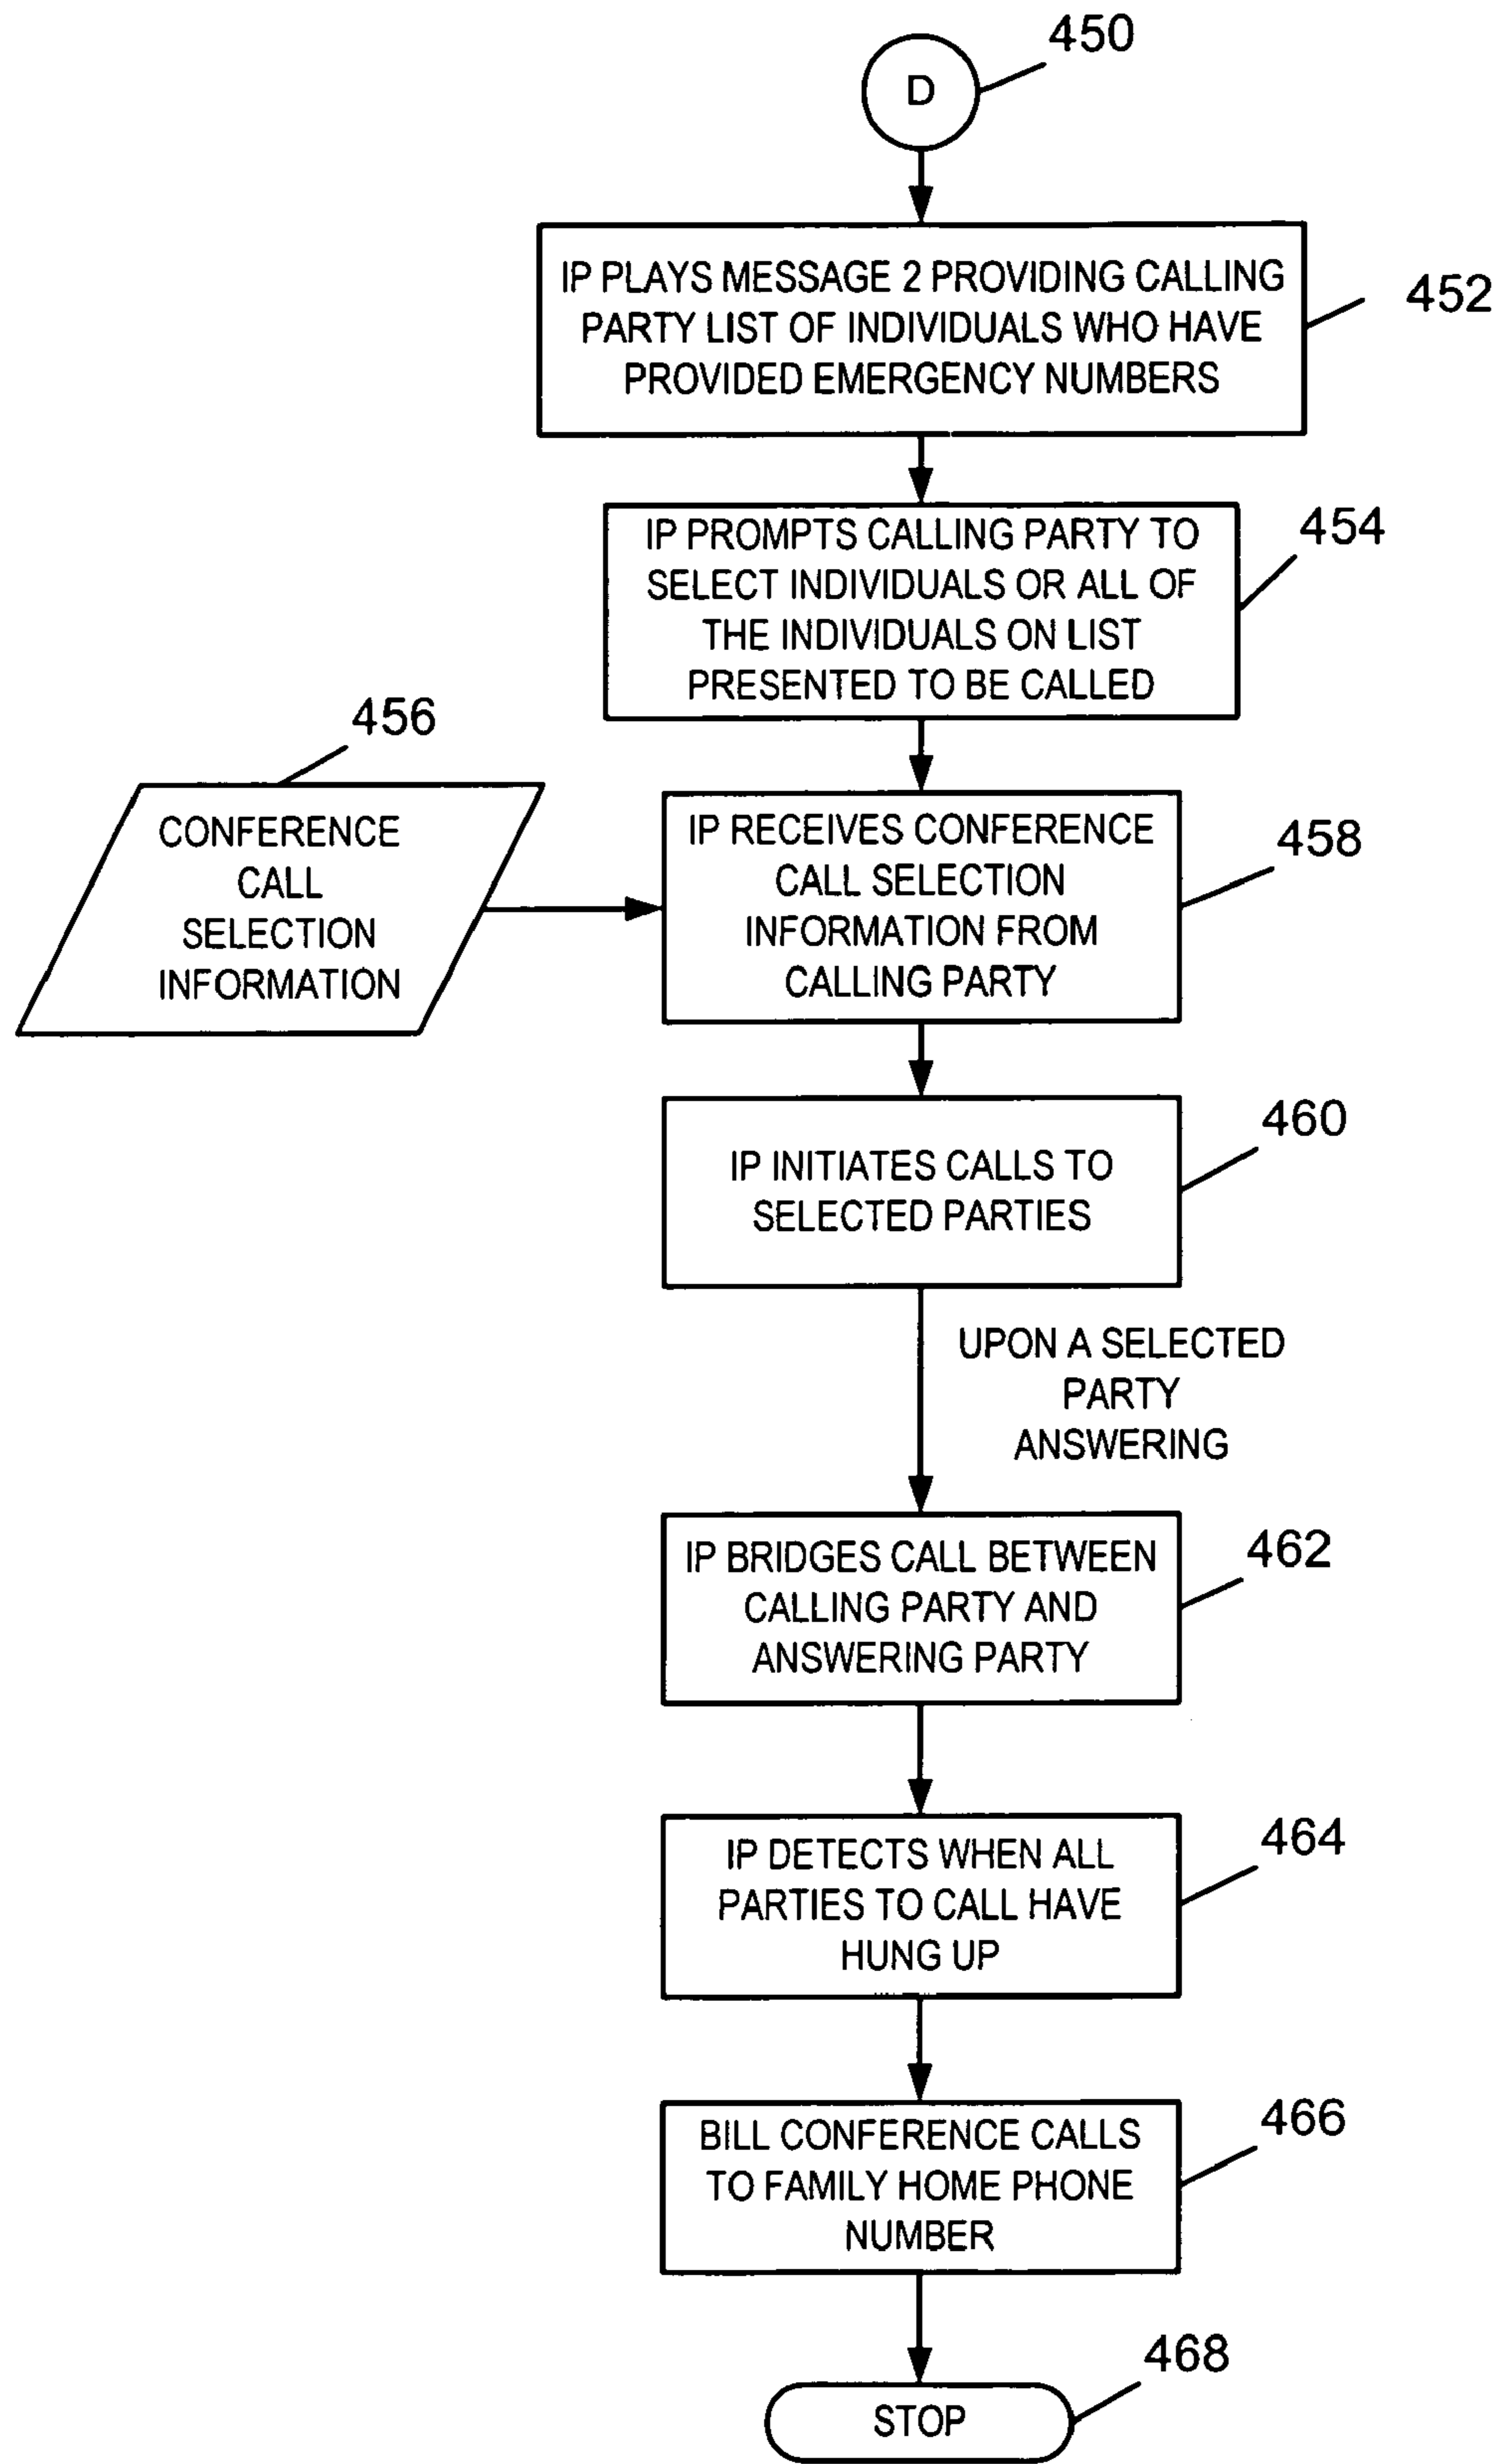 450
D
IP PLAYS MESSAGE 2 PROVIDING CALLING
PARTY LIST OF INDIVIDUALS WHO HAVE
PROVIDED EMERGENCY NUMBERS
452
IP PROMPTS CALLING PARTY TO
SELECT INDIVIDUALS OR ALL OF
THE INDIVIDUALS ON LIST
PRESENTED TO BE CALLED
454
456
CONFERENCE
CALL
SELECTION
INFORMATION
IP RECEIVES CONFERENCE
CALL SELECTION
INFORMATION FROM
CALLING PARTY
458
IP INITIATES CALLS TO
SELECTED PARTIES
460
UPON A SELECTED
PARTY
ANSWERING
IP BRIDGES CALL BETWEEN
CALLING PARTY AND
ANSWERING PARTY
462
IP DETECTS WHEN ALL
PARTIES TO CALL HAVE
HUNG UP
464
BILL CONFERENCE CALLS
TO FAMILY HOME PHONE
NUMBER
466
STOP
468